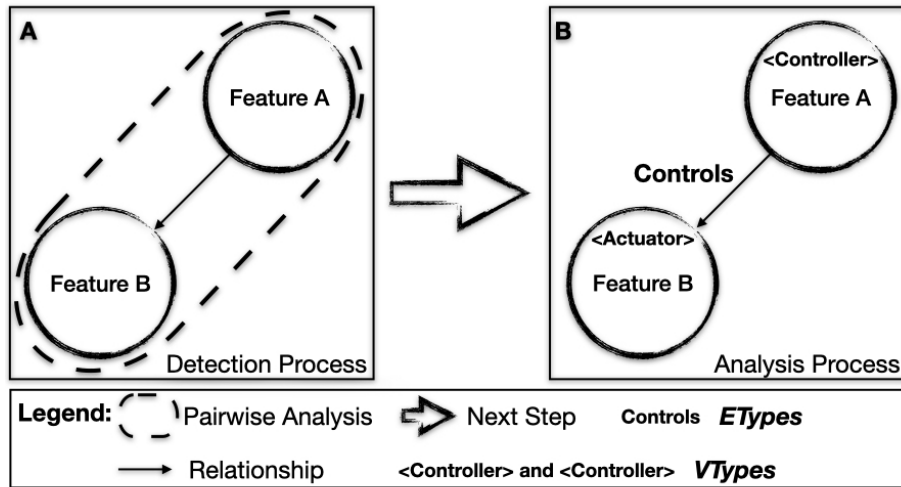 A
Feature A
Feature B
Detection Process
B
<Controller>
Feature A
Controls
<Actuator>
Feature B
Analysis Process
Legend: Pairwise Analysis Next Step Controls ETypes
Relationship <Controller> and <Controller> VTypes